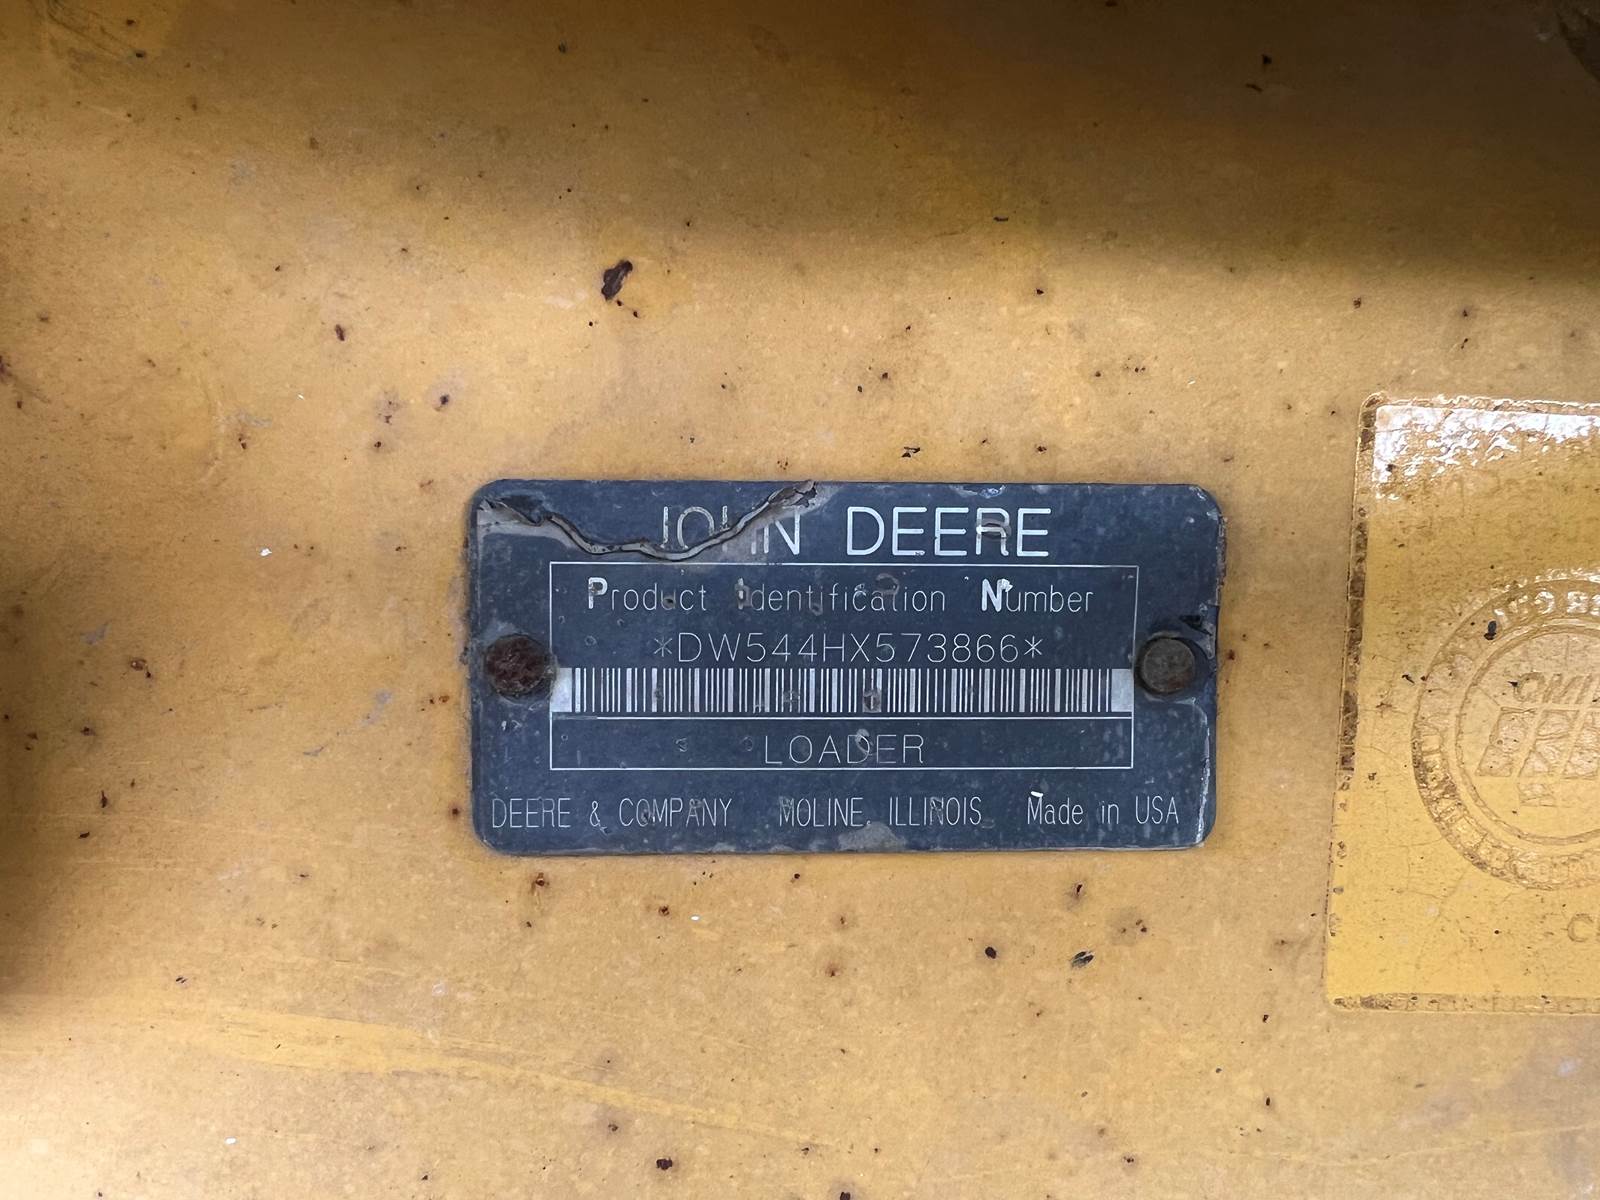 JOHN DEERE
Product Identification Number
*DW544HX573866*
LOADER
DEERE & COMPANY MOLINE, ILLINOIS Made in USA